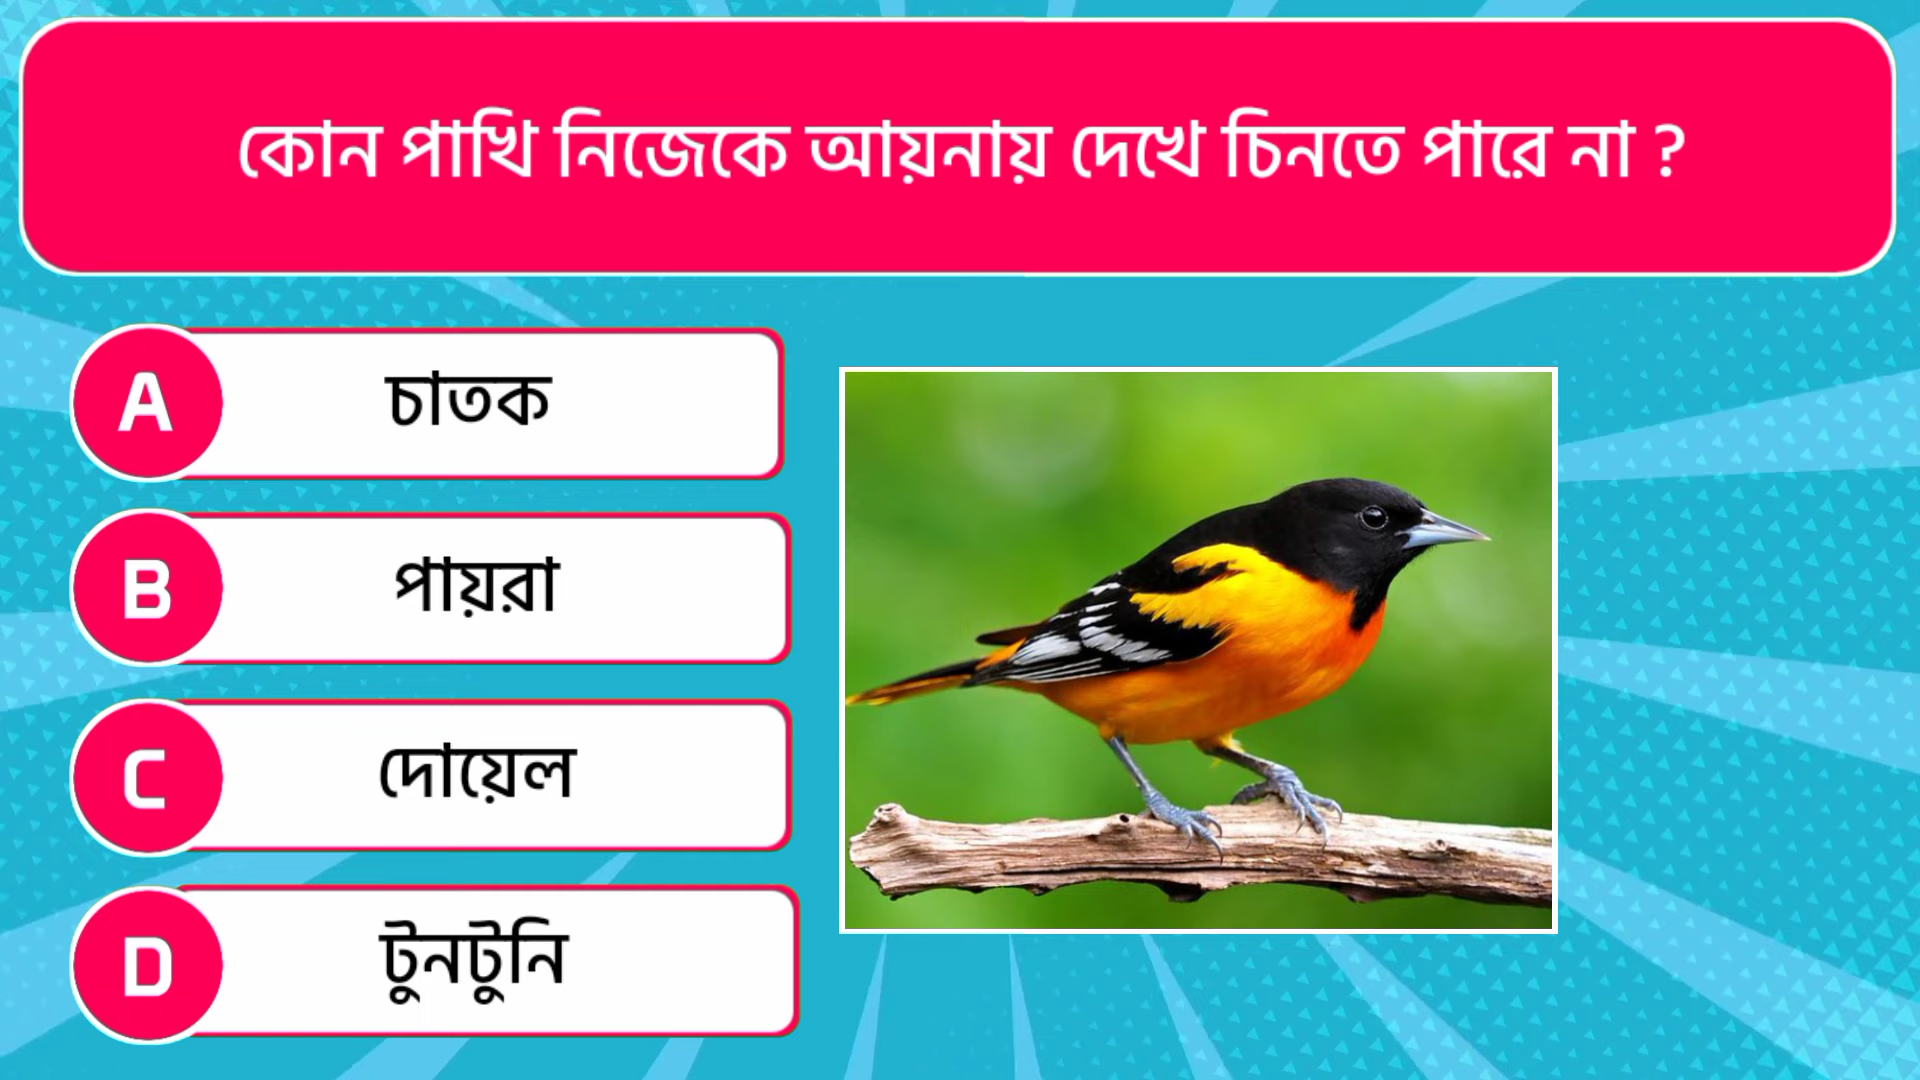 কোন পাখি নিজেকে আয়নায় দেখে চিনতে পারে না ?
A চাতক
B পায়রা
C দোয়েল
D টুনটুনি